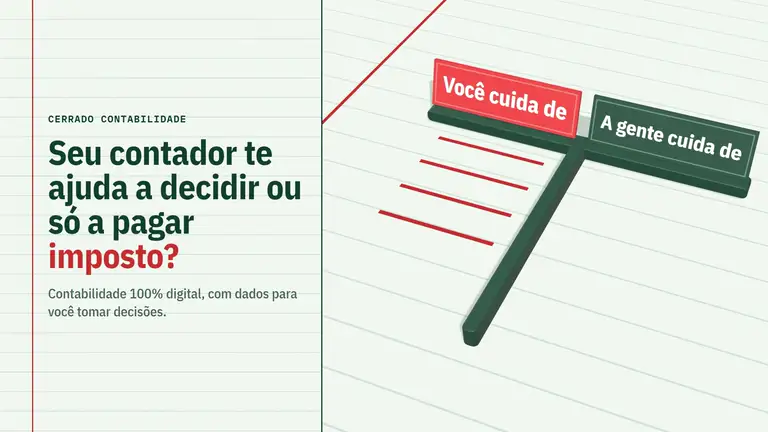 CERRADO CONTABILIDADE
Seu contador te
ajuda a decidir ou
só a pagar
imposto?
Contabilidade 100% digital, com dados para
você tomar decisões.
Você cuida de
A gente cuida de